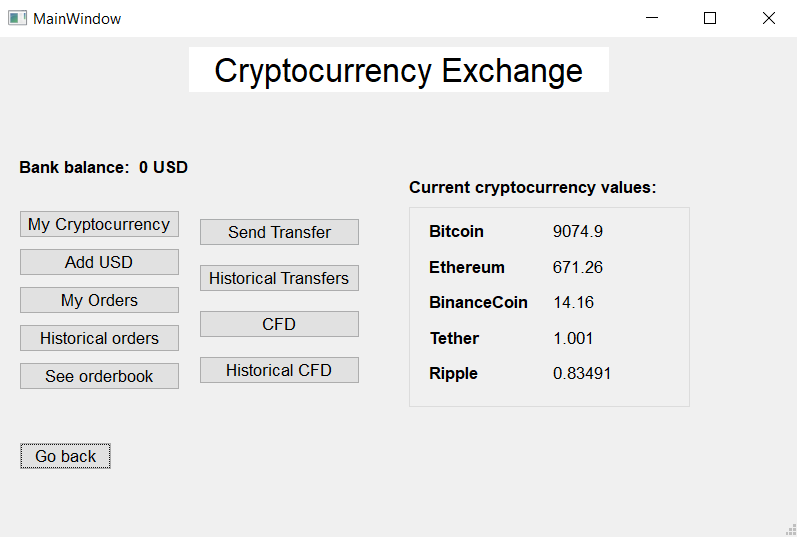 MainWindow
Cryptocurrency Exchange
Bank balance: 0 USD
My Cryptocurrency
Add USD
My Orders
Historical orders
See orderbook
Send Transfer
Historical Transfers
CFD
Historical CFD
Go back
Current cryptocurrency values:
Bitcoin 9074.9
Ethereum 671.26
BinanceCoin 14.16
Tether 1.001
Ripple 0.83491